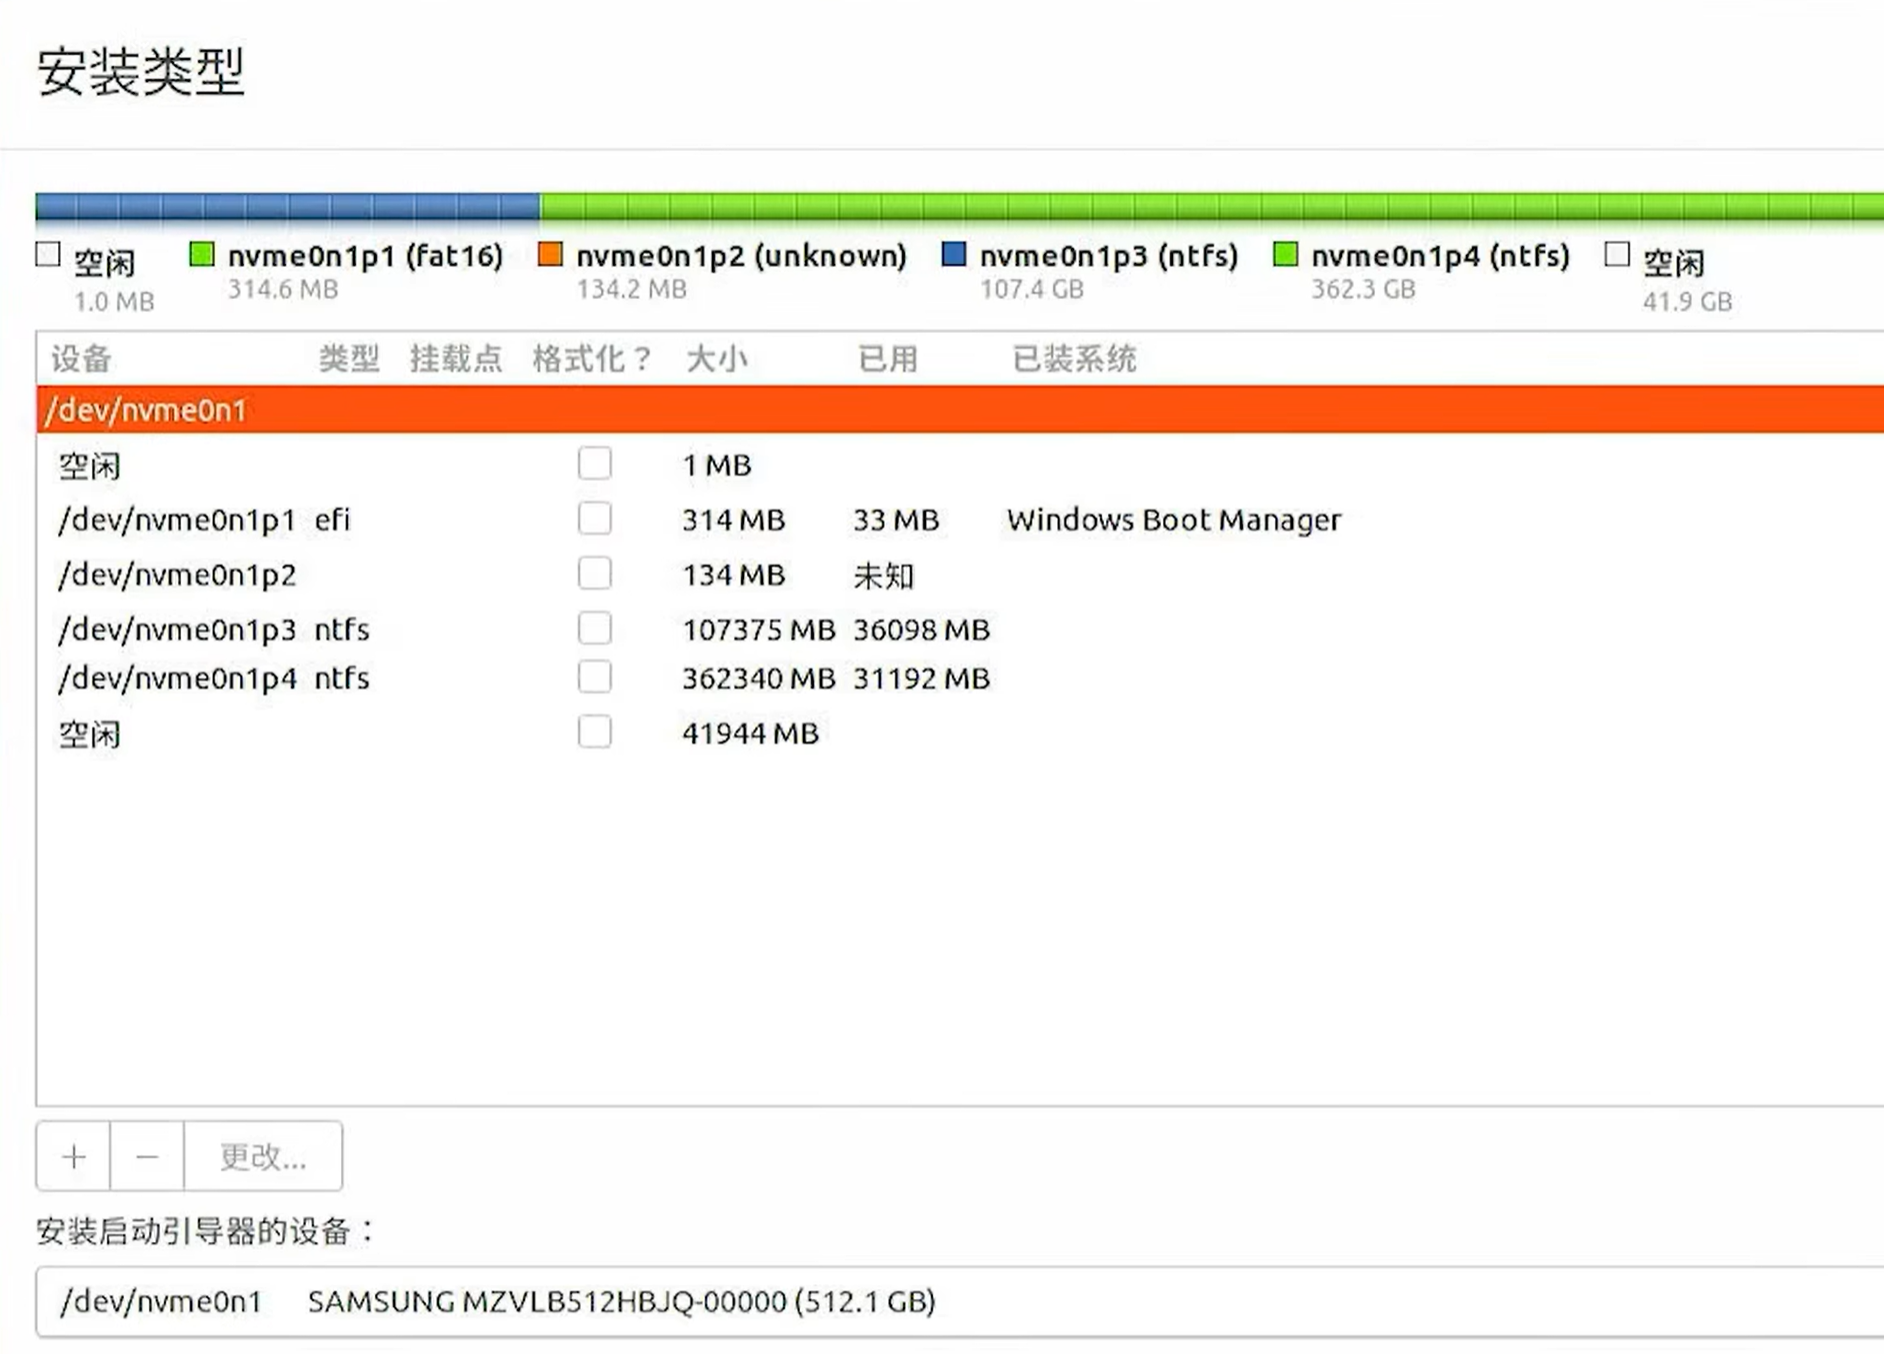 安装类型
空闲 nvme0n1p1 (fat16) nvme0n1p2 (unknown) nvme0n1p3 (ntfs) nvme0n1p4 (ntfs) 空闲
1.0 MB 314.6 MB 134.2 MB 107.4 GB 362.3 GB 41.9 GB
设备 类型 挂载点 格式化？ 大小 已用 已装系统
/dev/nvme0n1
空闲 1 MB
/dev/nvme0n1p1 efi 314 MB 33 MB Windows Boot Manager
/dev/nvme0n1p2 134 MB 未知
/dev/nvme0n1p3 ntfs 107375 MB 36098 MB
/dev/nvme0n1p4 ntfs 362340 MB 31192 MB
空闲 41944 MB
+ − 更改...
安装启动引导器的设备：
/dev/nvme0n1 SAMSUNG MZVLB512HBJQ-00000 (512.1 GB)